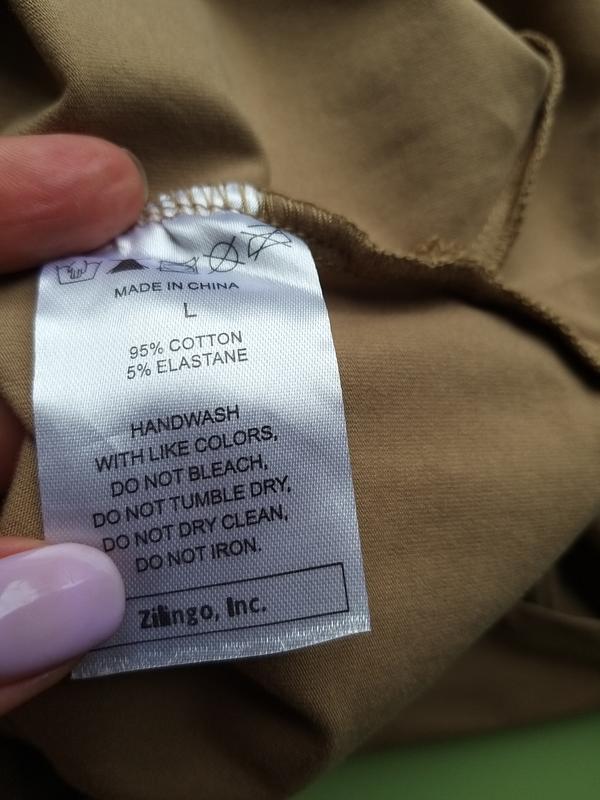 MADE IN CHINA
L
95% COTTON
5% ELASTANE
HANDWASH
WITH LIKE COLORS,
DO NOT BLEACH,
DO NOT TUMBLE DRY,
DO NOT DRY CLEAN,
DO NOT IRON.
Zilingo, Inc.